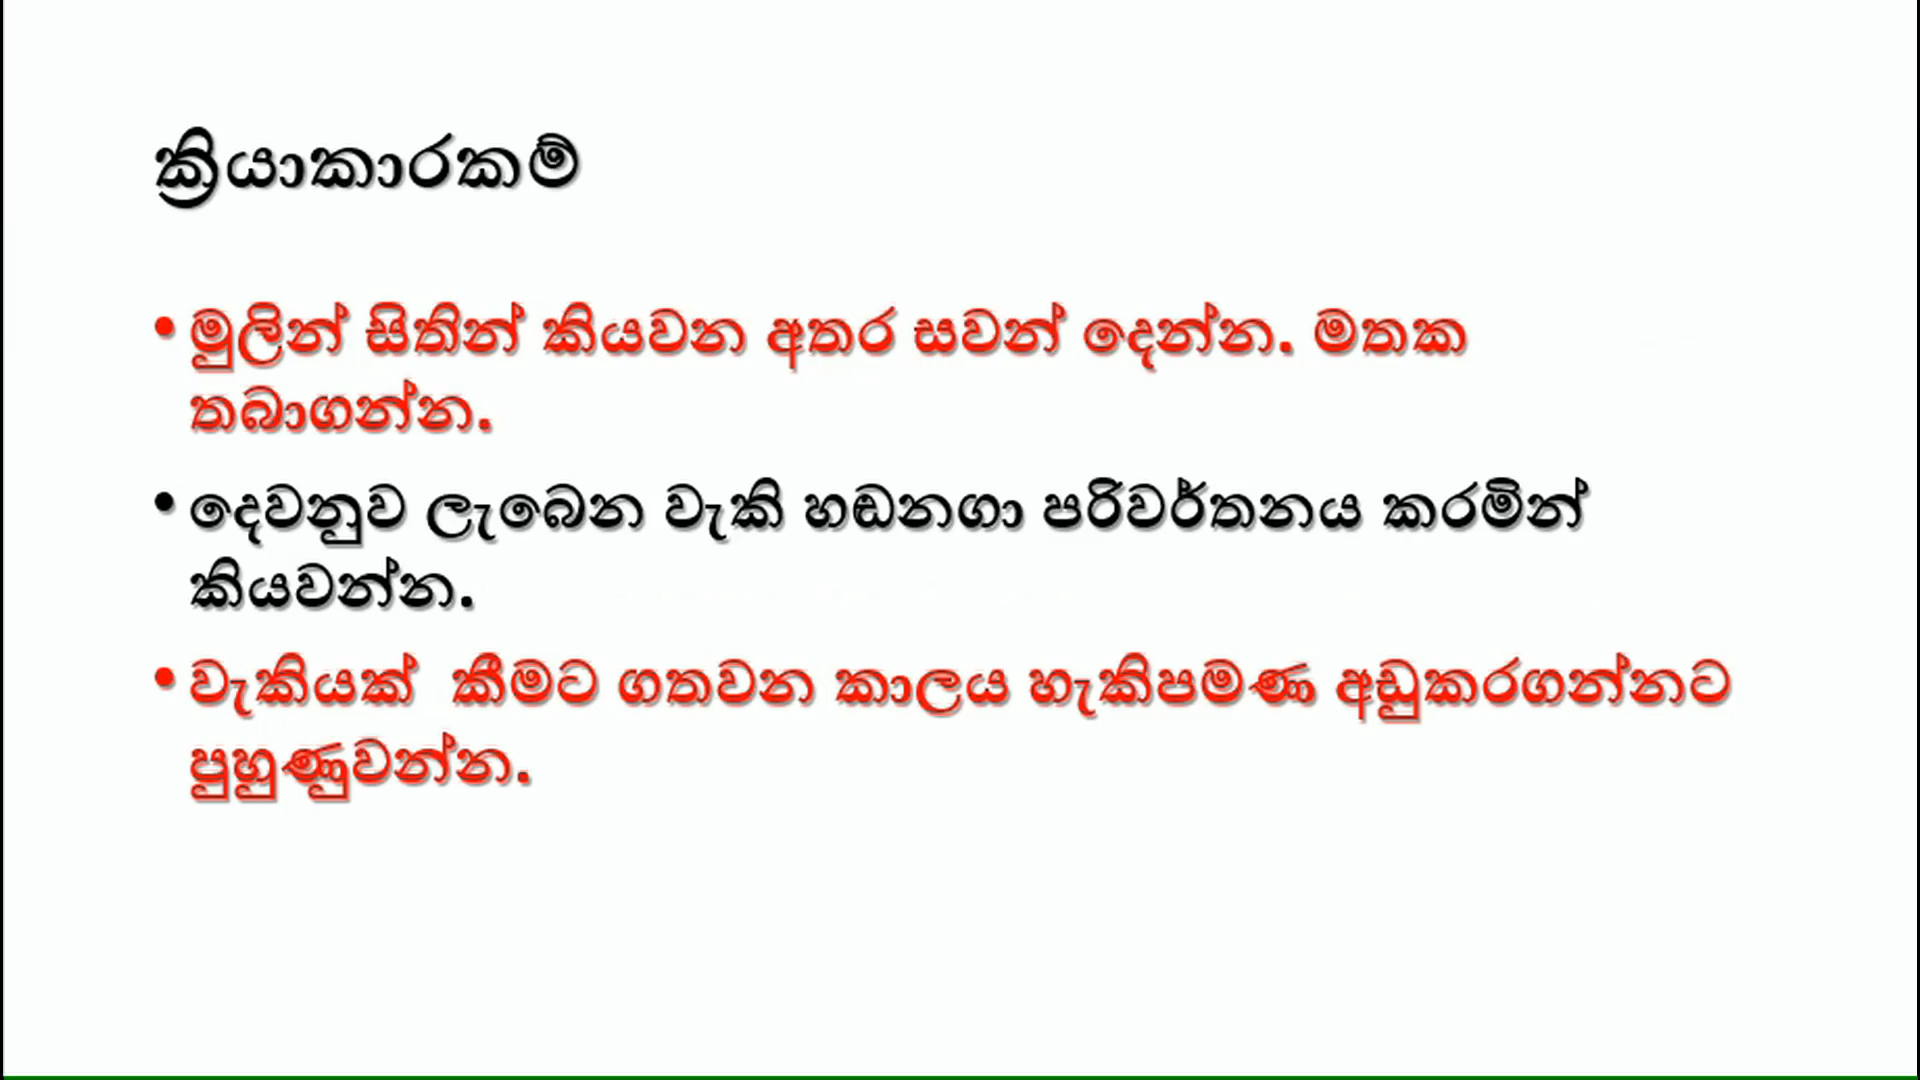 ක්‍රියාකාරකම්
• මුලින් සිතින් කියවන අතර සවන් දෙන්න. මතක
තබාගන්න.
• දෙවනුව ලැබෙන වැකි හඬනගා පරිවර්තනය කරමින්
කියවන්න.
• වැකියක් කීමට ගතවන කාලය හැකිපමණ අඩුකරගන්නට
පුහුණුවන්න.